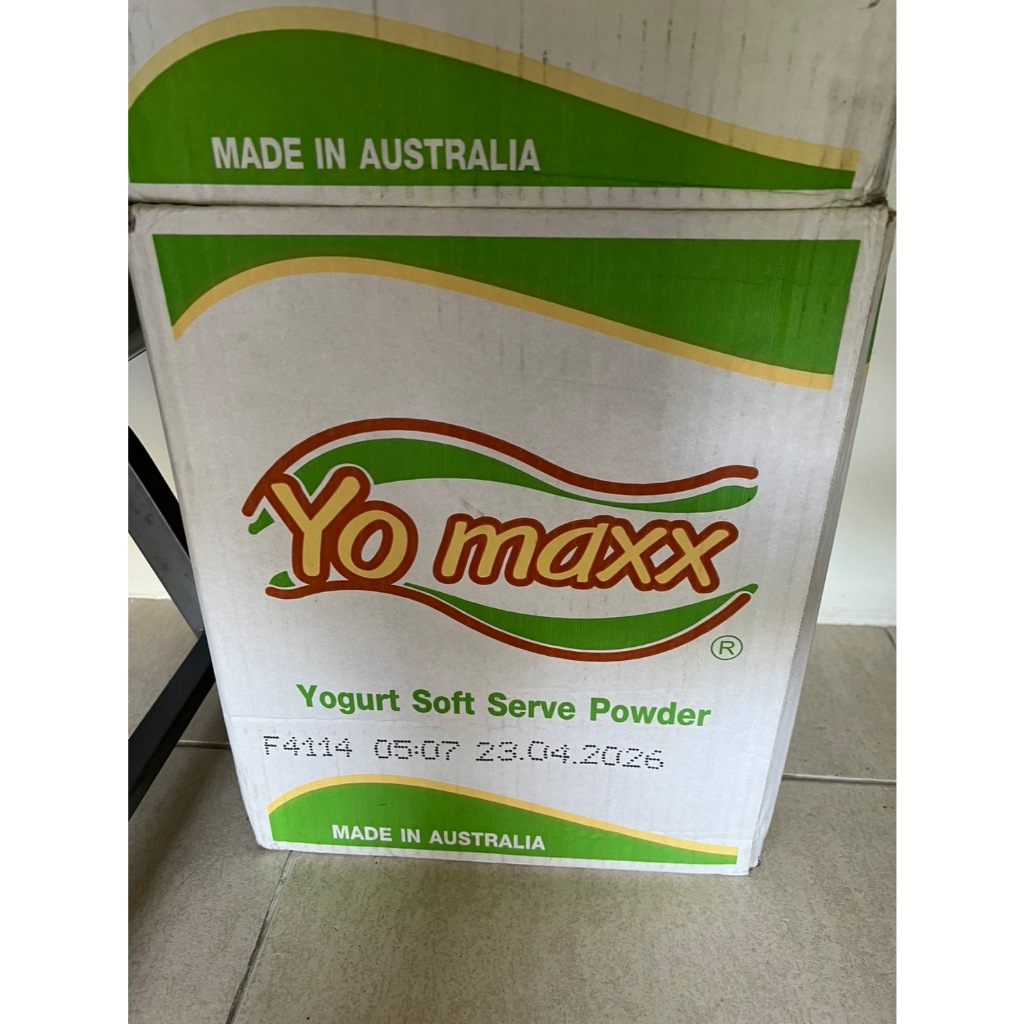 MADE IN AUSTRALIA
Yo maxx
®
Yogurt Soft Serve Powder
F4114 05:07 23.04.2026
MADE IN AUSTRALIA